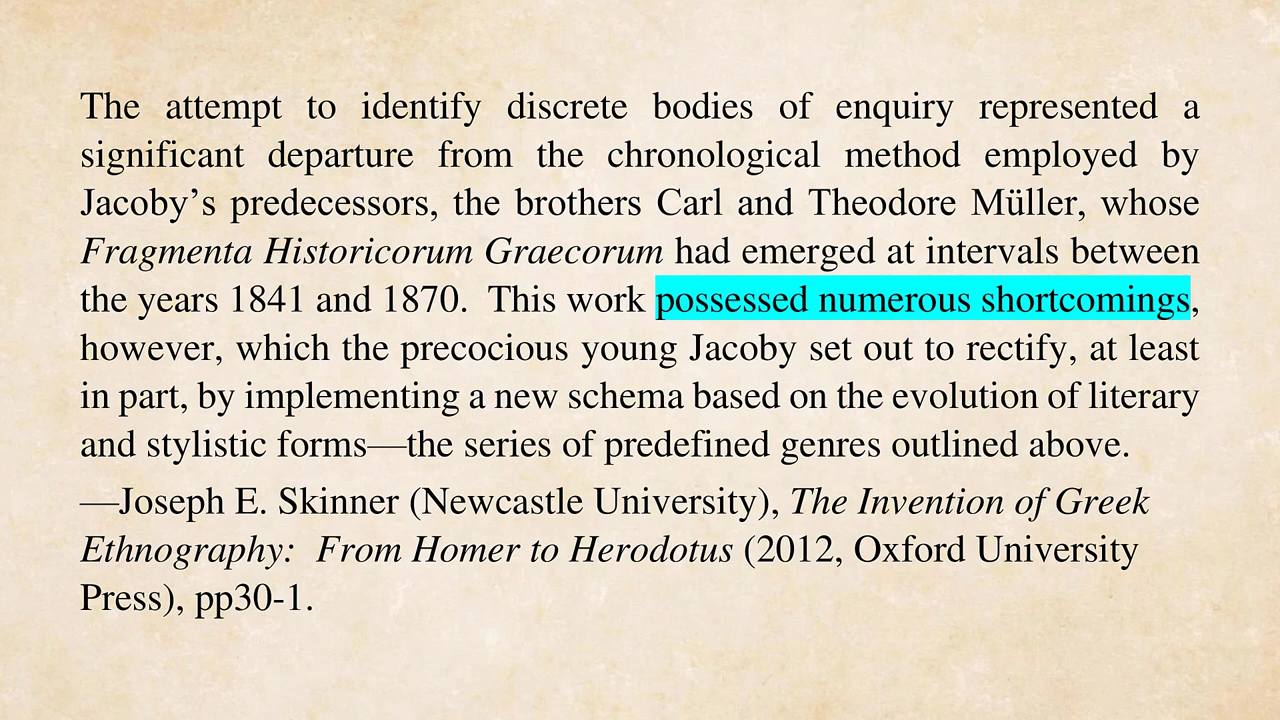 The attempt to identify discrete bodies of enquiry represented a
significant departure from the chronological method employed by
Jacoby’s predecessors, the brothers Carl and Theodore Müller, whose
Fragmenta Historicorum Graecorum had emerged at intervals between
the years 1841 and 1870.  This work possessed numerous shortcomings,
however, which the precocious young Jacoby set out to rectify, at least
in part, by implementing a new schema based on the evolution of literary
and stylistic forms—the series of predefined genres outlined above.
—Joseph E. Skinner (Newcastle University), The Invention of Greek
Ethnography:  From Homer to Herodotus (2012, Oxford University
Press), pp30-1.